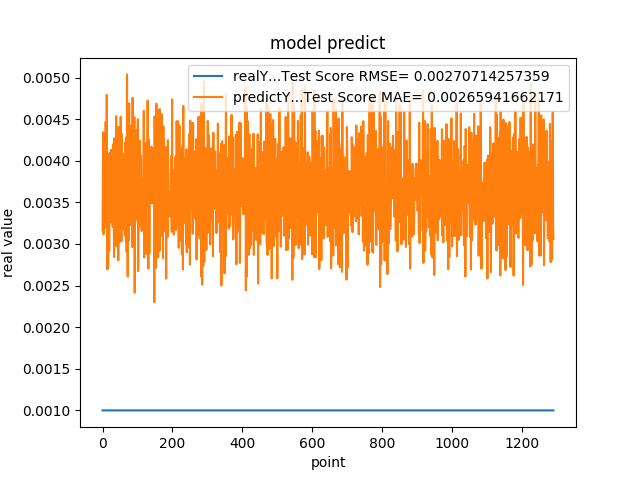 model predict
realY...Test Score RMSE= 0.00270714257359
predictY...Test Score MAE= 0.00265941662171
0.0050
0.0045
0.0040
0.0035
0.0030
0.0025
0.0020
0.0015
0.0010
real value
0 200 400 600 800 1000 1200
point